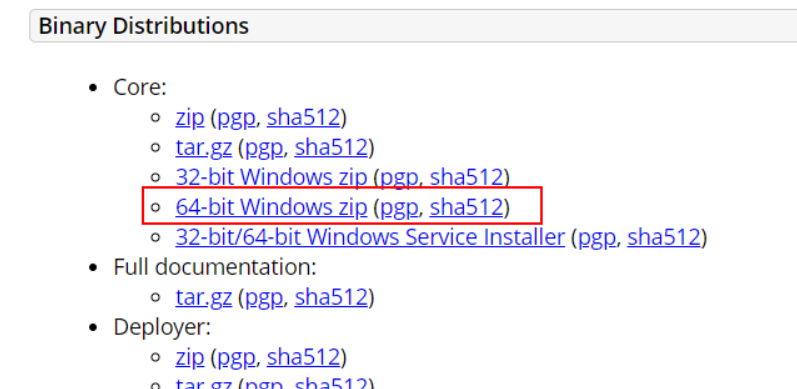 Binary Distributions
• Core:
◦ zip (pgp, sha512)
◦ tar.gz (pgp, sha512)
◦ 32-bit Windows zip (pgp, sha512)
◦ 64-bit Windows zip (pgp, sha512)
◦ 32-bit/64-bit Windows Service Installer (pgp, sha512)
• Full documentation:
◦ tar.gz (pgp, sha512)
• Deployer:
◦ zip (pgp, sha512)
◦ tar.gz (pgp, sha512)